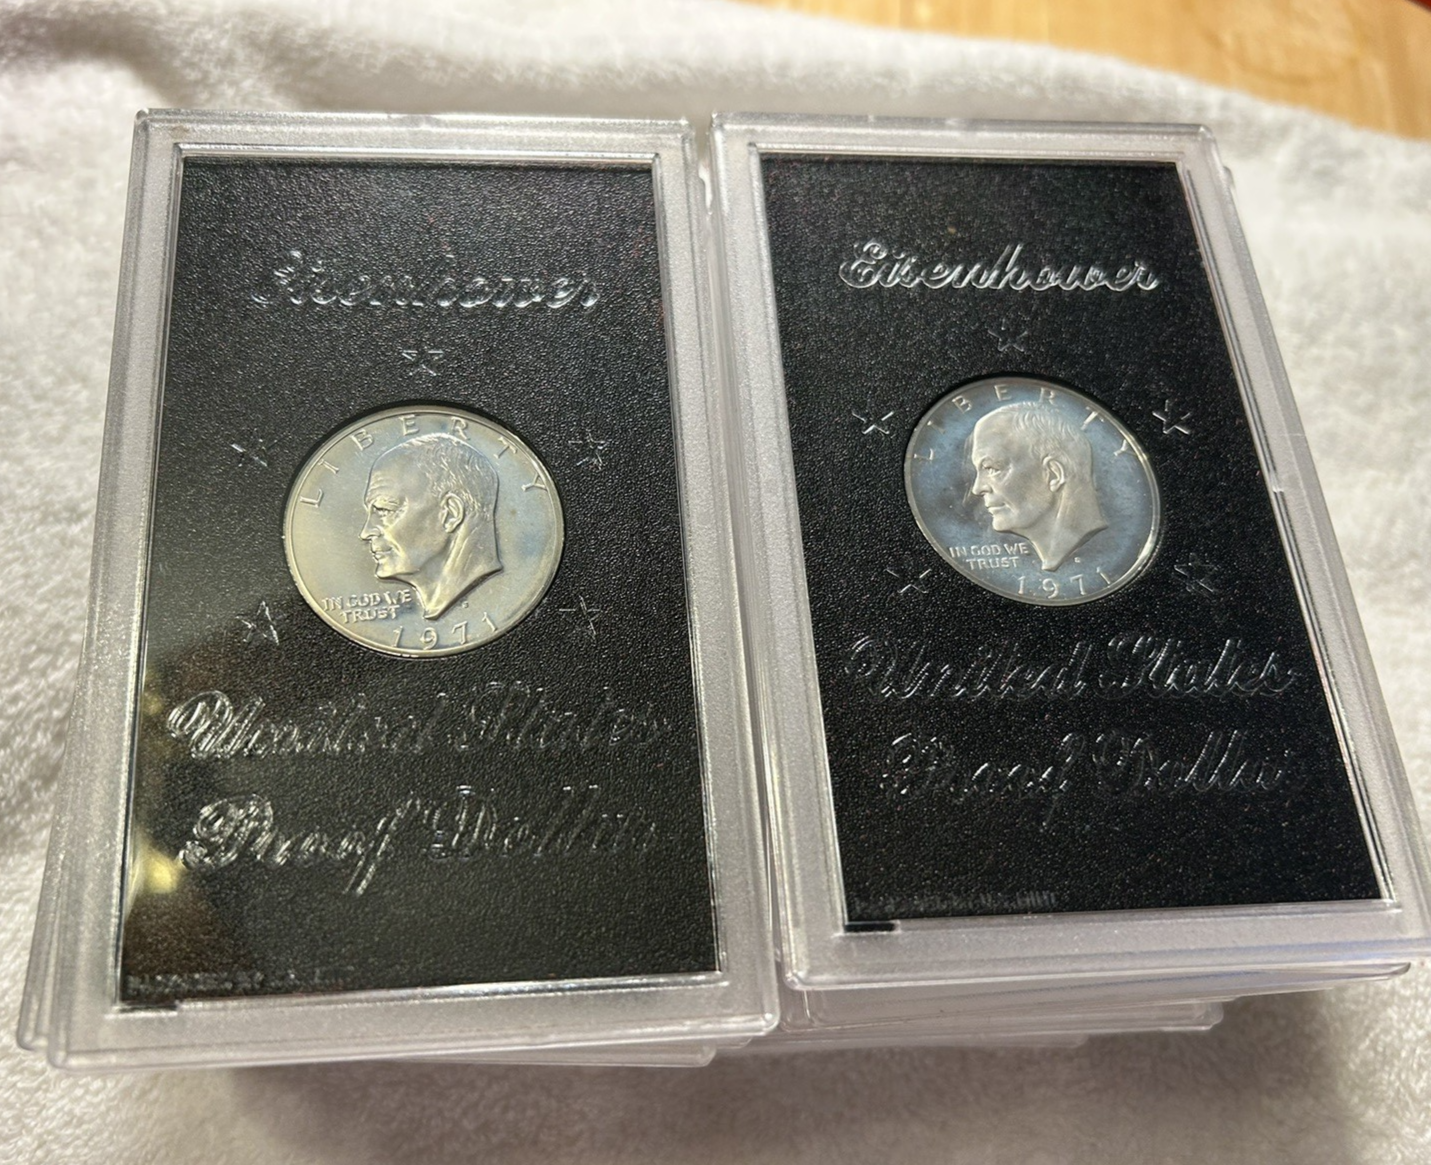 Eisenhower
LIBERTY
IN GOD WE
TRUST
S
1971
United States
Proof Dollar
Eisenhower
LIBERTY
IN GOD WE
TRUST
S
1971
United States
Proof Dollar